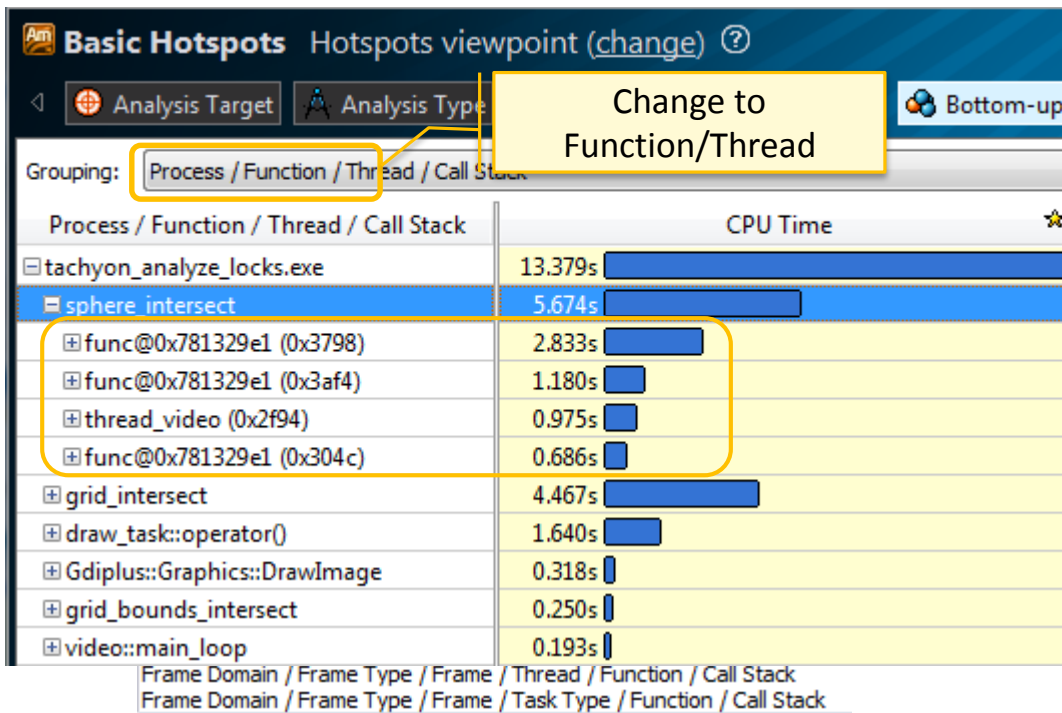 Am Basic Hotspots Hotspots viewpoint (change) ?
Analysis Target Analysis Type Bottom-up
Change to
Function/Thread
Grouping: Process / Function / Thread / Call Stack
Process / Function / Thread / Call Stack CPU Time
tachyon_analyze_locks.exe 13.379s
sphere_intersect 5.674s
func@0x781329e1 (0x3798) 2.833s
func@0x781329e1 (0x3af4) 1.180s
thread_video (0x2f94) 0.975s
func@0x781329e1 (0x304c) 0.686s
grid_intersect 4.467s
draw_task::operator() 1.640s
Gdiplus::Graphics::DrawImage 0.318s
grid_bounds_intersect 0.250s
video::main_loop 0.193s
Frame Domain / Frame Type / Frame / Thread / Function / Call Stack
Frame Domain / Frame Type / Frame / Task Type / Function / Call Stack